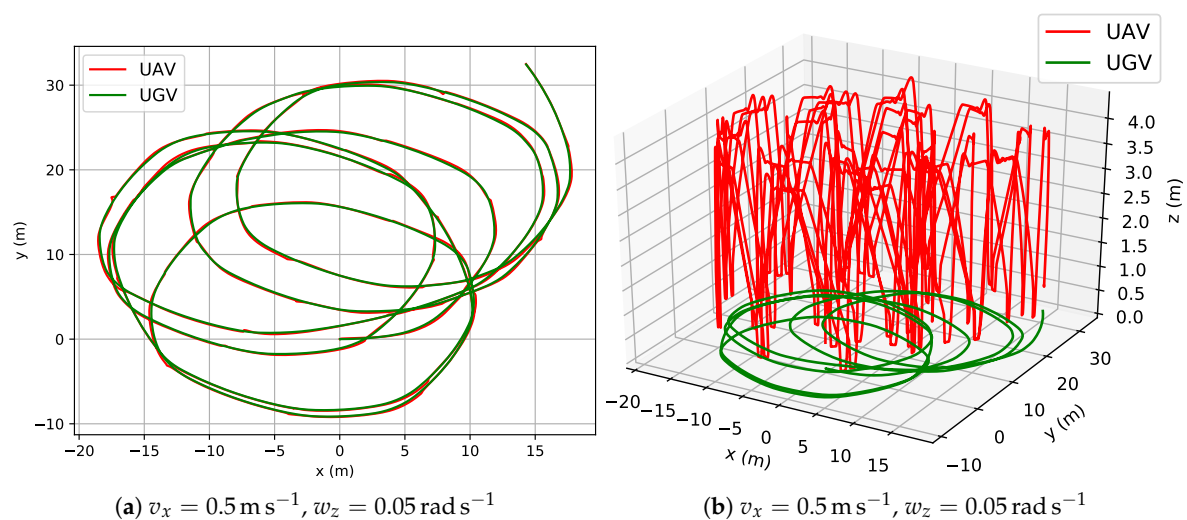 UAV
UGV
30
20
10
0
−10
y (m)
−20 −15 −10 −5 0 5 10 15
x (m)
(a) vₓ = 0.5 m s⁻¹, w_z = 0.05 rad s⁻¹
UAV
UGV
4.0
3.5
3.0
2.5
2.0
1.5
1.0
0.5
0.0
z (m)
−20 −15 −10 −5 0 5 10 15
x (m)
−10 0 10 20 30
y (m)
(b) vₓ = 0.5 m s⁻¹, w_z = 0.05 rad s⁻¹